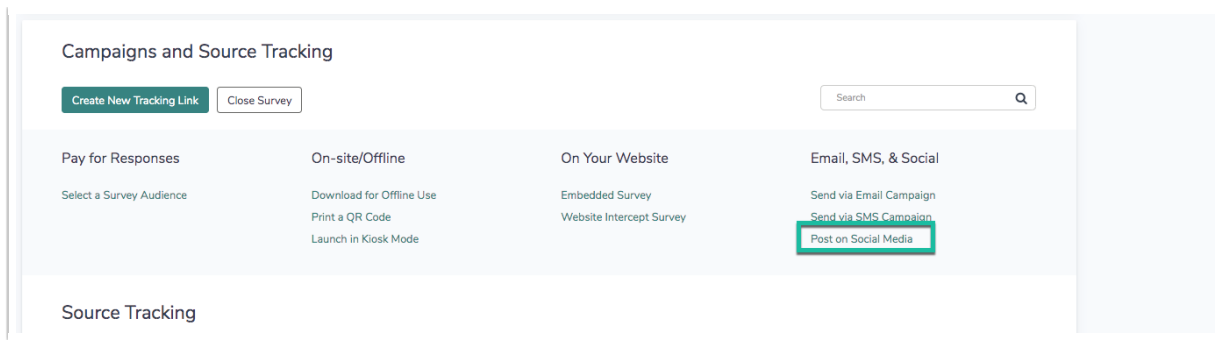 Campaigns and Source Tracking
Create New Tracking Link
Close Survey
Search
Pay for Responses
Select a Survey Audience
On-site/Offline
Download for Offline Use
Print a QR Code
Launch in Kiosk Mode
On Your Website
Embedded Survey
Website Intercept Survey
Email, SMS, & Social
Send via Email Campaign
Send via SMS Campaign
Post on Social Media
Source Tracking